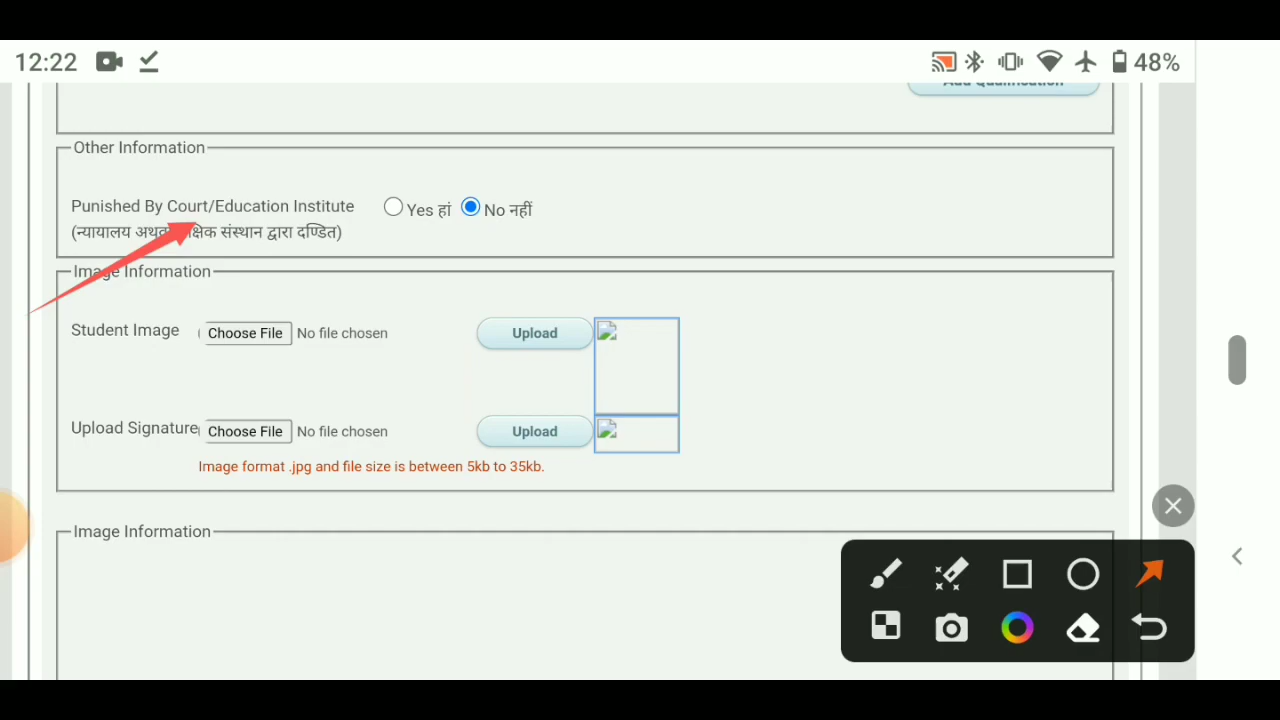 12:22
48%
Add Qualification
Other Information
Punished By Court/Education Institute
Yes हां
No नहीं
(न्यायालय संस्थान द्वारा दण्डित)
Image Information
Student Image
Choose File No file chosen
Upload
Upload Signature
Choose File No file chosen
Upload
Image format .jpg and file size is between 5kb to 35kb.
Image Information